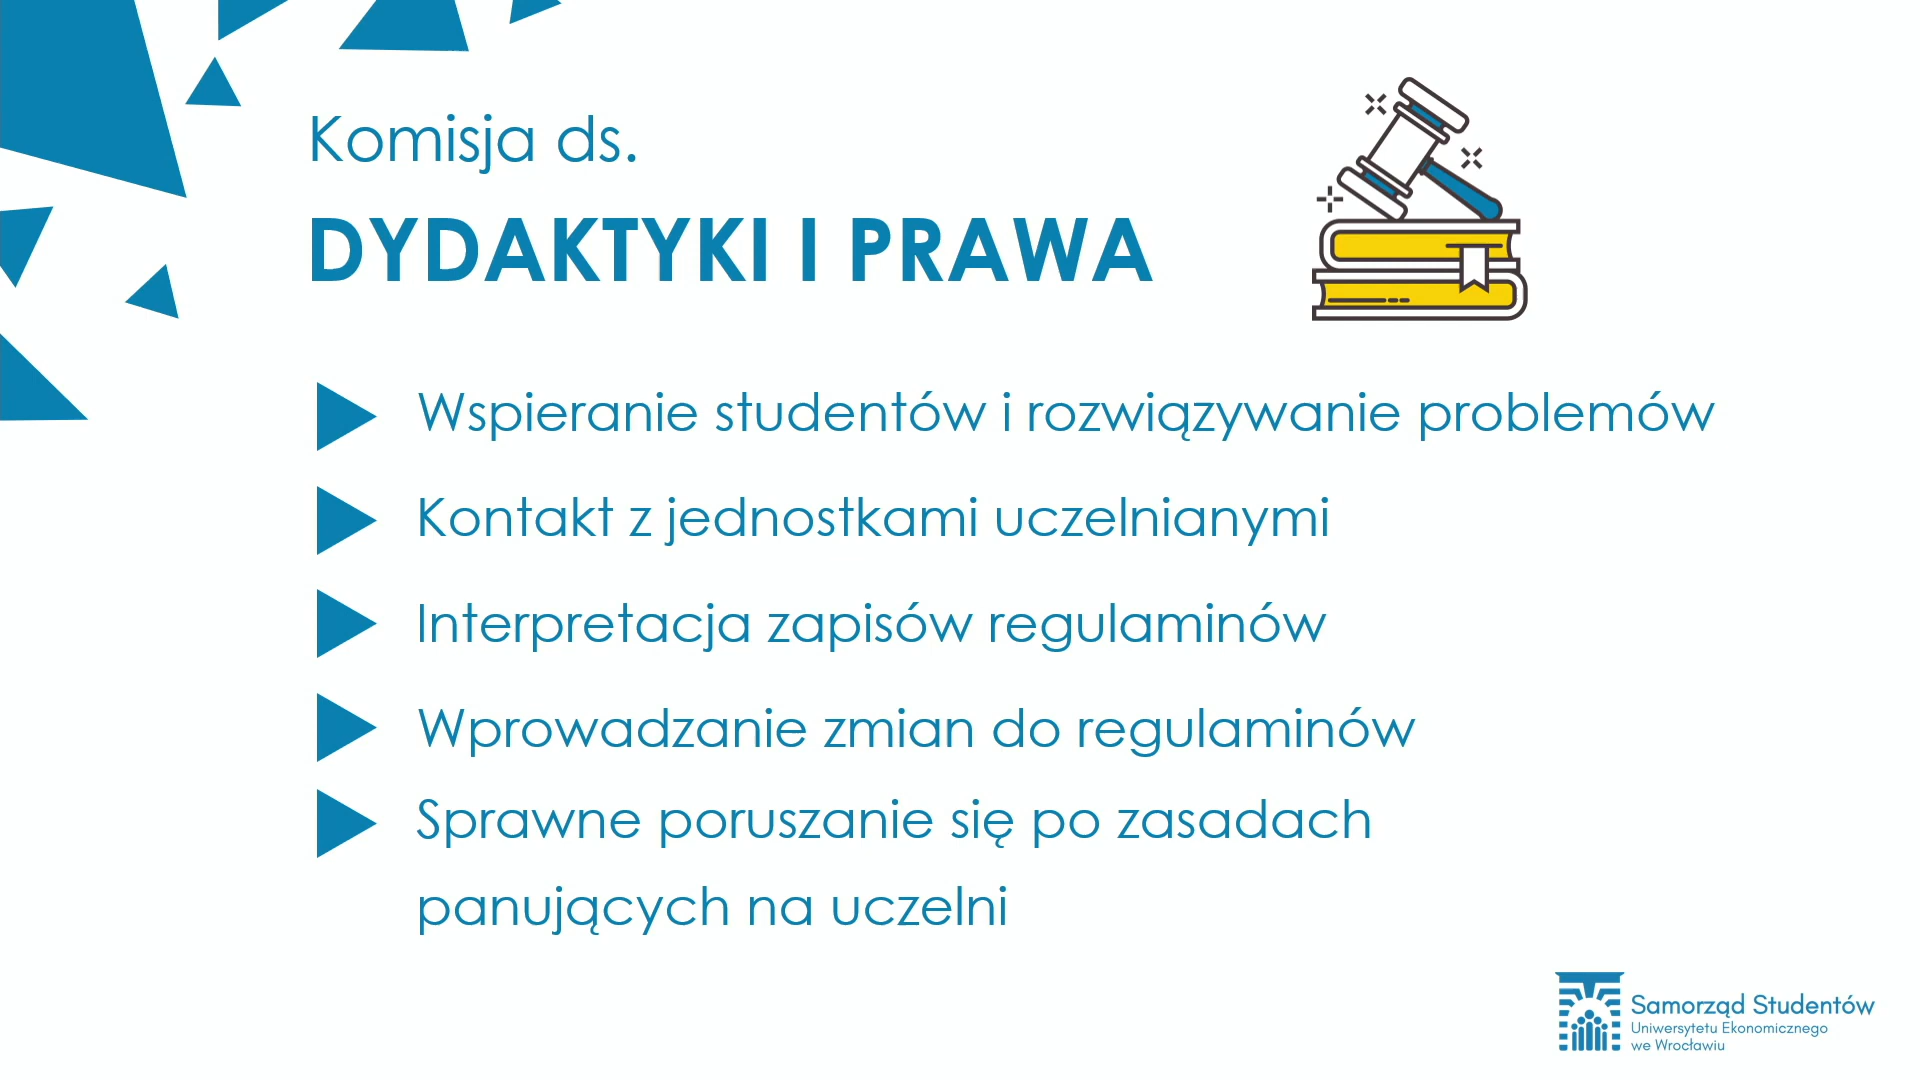 Komisja ds.
DYDAKTYKI I PRAWA
Wspieranie studentów i rozwiązywanie problemów
Kontakt z jednostkami uczelnianymi
Interpretacja zapisów regulaminów
Wprowadzanie zmian do regulaminów
Sprawne poruszanie się po zasadach
panujących na uczelni
Samorząd Studentów
Uniwersytetu Ekonomicznego
we Wrocławiu